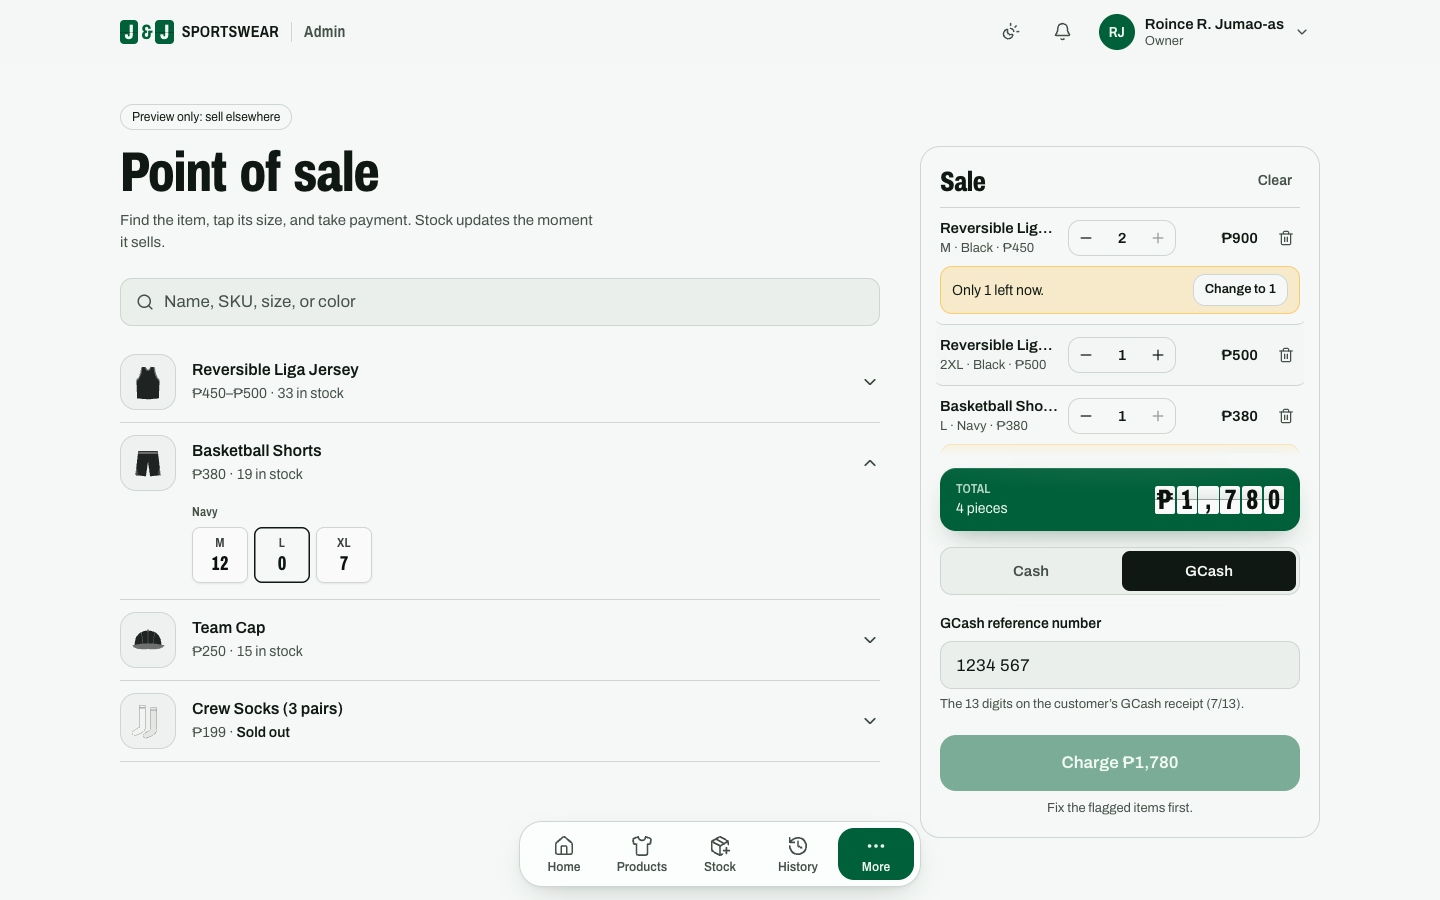 J&J SPORTSWEAR
Admin
RJ
Roince R. Jumao-as
Owner
Preview only: sell elsewhere
Point of sale
Find the item, tap its size, and take payment. Stock updates the moment
it sells.
Name, SKU, size, or color
Reversible Liga Jersey
₱450–₱500 · 33 in stock
Basketball Shorts
₱380 · 19 in stock
Navy
M
12
L
0
XL
7
Team Cap
₱250 · 15 in stock
Crew Socks (3 pairs)
₱199 · Sold out
Sale
Clear
Reversible Lig...
M · Black · ₱450
2
₱900
Only 1 left now.
Change to 1
Reversible Lig...
2XL · Black · ₱500
1
₱500
Basketball Sho...
L · Navy · ₱380
1
₱380
TOTAL
4 pieces
₱1,780
Cash
GCash
GCash reference number
1234 567
The 13 digits on the customer's GCash receipt (7/13).
Charge ₱1,780
Fix the flagged items first.
Home
Products
Stock
History
More